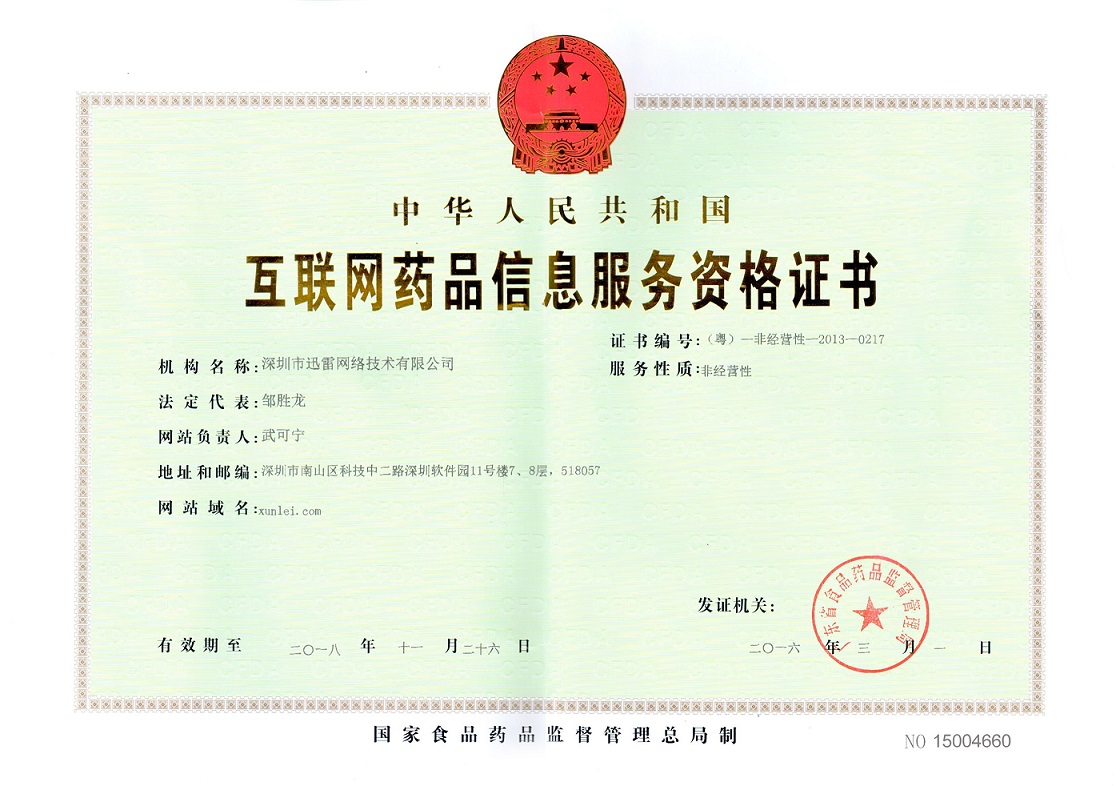 中华人民共和国
互联网药品信息服务资格证书
证书编号：（粤）—非经营性—2013—0217
服务性质：非经营性
机构名称：深圳市迅雷网络技术有限公司
法定代表：邹胜龙
网站负责人：武可宁
地址和邮编：深圳市南山区科技中二路深圳软件园11号楼7、8层，518057
网站域名：xunlei.com
发证机关：
广东省食品药品监督管理局
有效期至 二〇一八 年 十一 月 二十六 日
二〇一六 年 三 月 一 日
国家食品药品监督管理总局制
NO 15004660